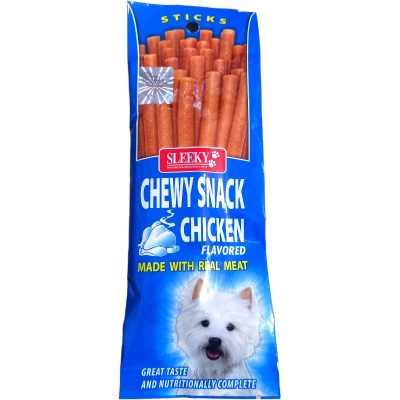 STICKS
SLEEKY
CHEWY SNACK
CHICKEN
FLAVORED
MADE WITH REAL MEAT
GREAT TASTE
AND NUTRITIONALLY COMPLETE